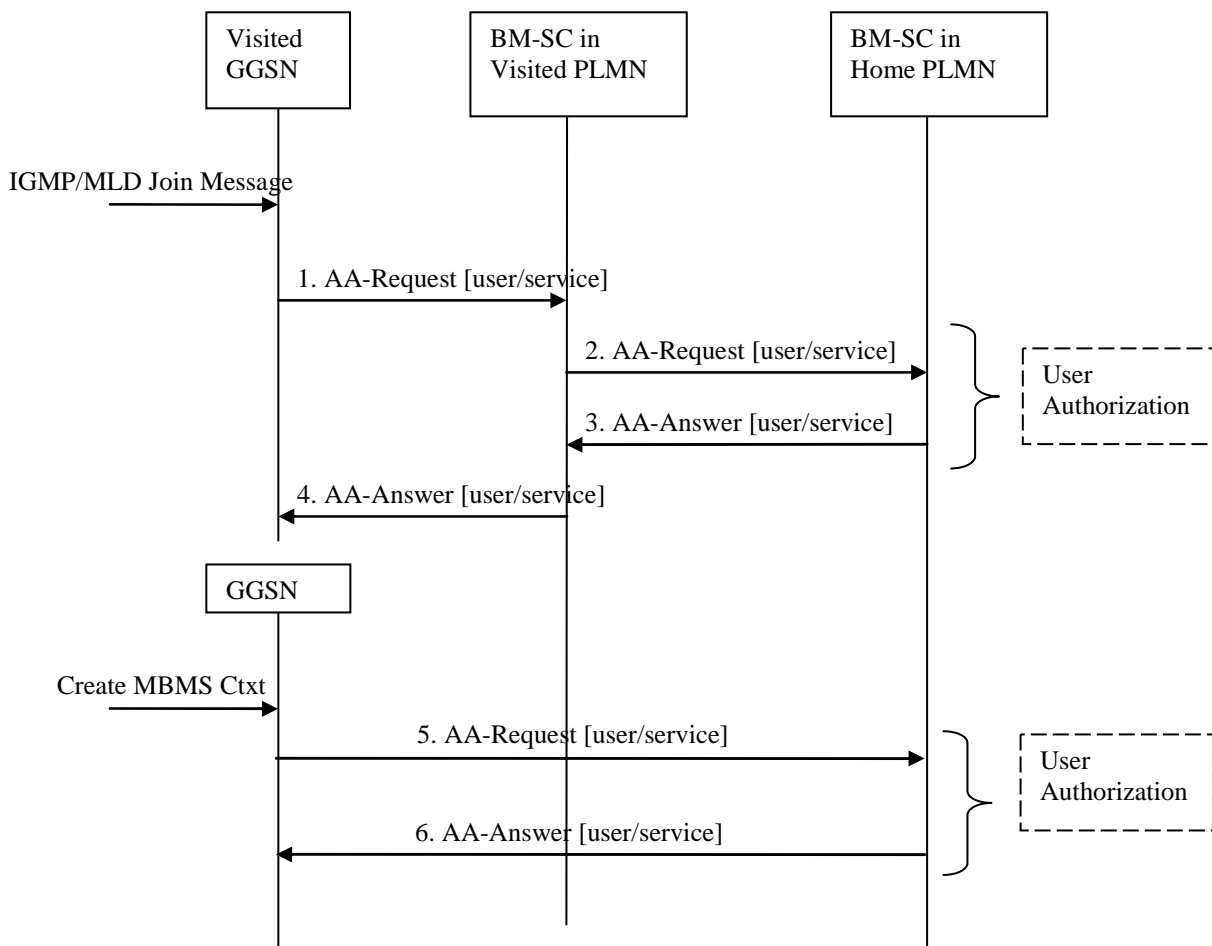 Visited
GGSN
BM-SC in
Visited PLMN
BM-SC in
Home PLMN
IGMP/MLD Join Message
1. AA-Request [user/service]
2. AA-Request [user/service]
User
Authorization
3. AA-Answer [user/service]
4. AA-Answer [user/service]
GGSN
Create MBMS Ctxt
5. AA-Request [user/service]
User
Authorization
6. AA-Answer [user/service]